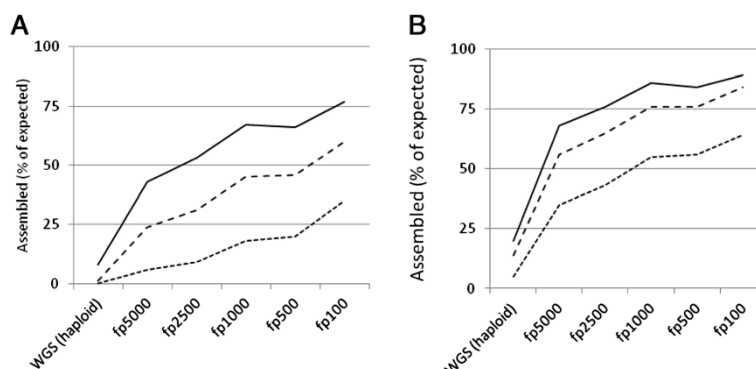 A
100
75
50
25
0
Assembled (% of expected)
WGS (haploid)
fp5000
fp2500
fp1000
fp500
fp100
B
100
75
50
25
0
Assembled (% of expected)
WGS (haploid)
fp5000
fp2500
fp1000
fp500
fp100